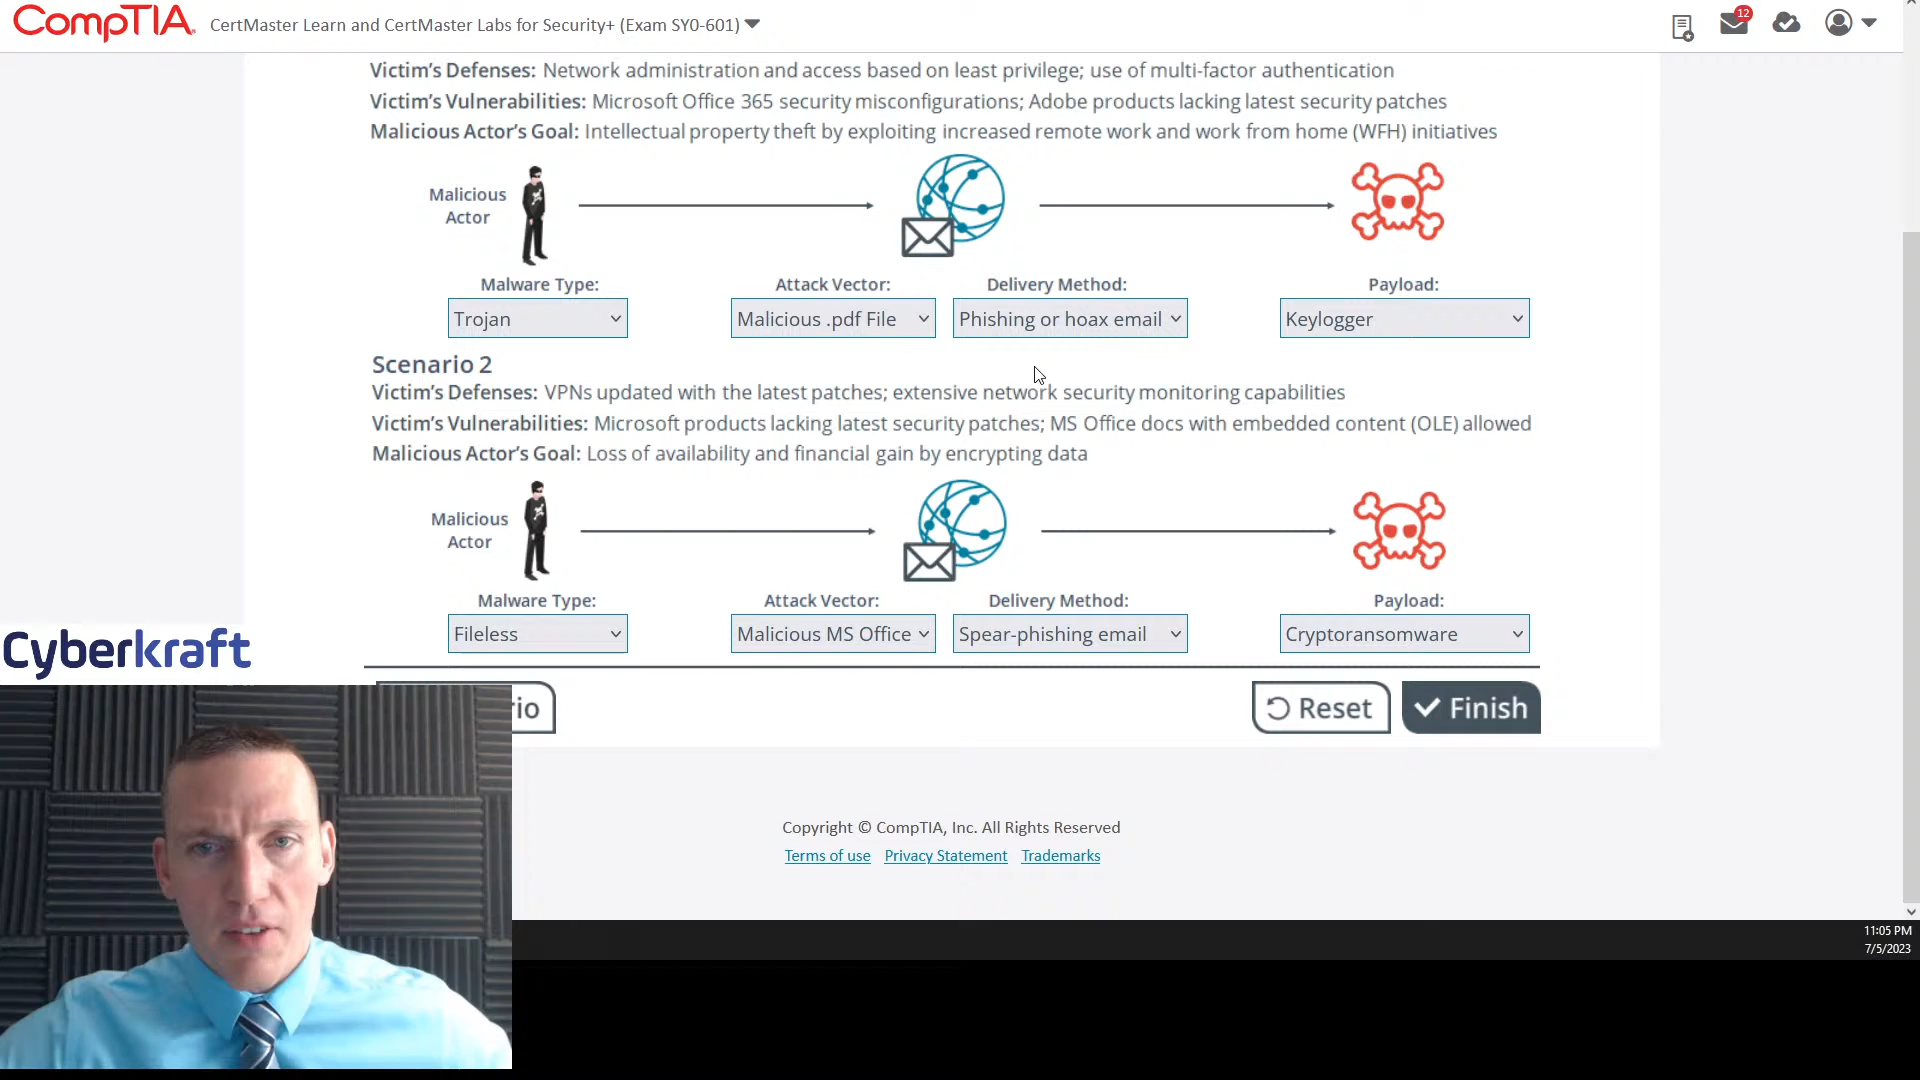 CompTIA.
CertMaster Learn and CertMaster Labs for Security+ (Exam SY0-601)
12
Victim's Defenses: Network administration and access based on least privilege; use of multi-factor authentication
Victim's Vulnerabilities: Microsoft Office 365 security misconfigurations; Adobe products lacking latest security patches
Malicious Actor's Goal: Intellectual property theft by exploiting increased remote work and work from home (WFH) initiatives
Malicious
Actor
Malware Type: Attack Vector: Delivery Method: Payload:
Trojan Malicious .pdf File Phishing or hoax email Keylogger
Scenario 2
Victim's Defenses: VPNs updated with the latest patches; extensive network security monitoring capabilities
Victim's Vulnerabilities: Microsoft products lacking latest security patches; MS Office docs with embedded content (OLE) allowed
Malicious Actor's Goal: Loss of availability and financial gain by encrypting data
Malicious
Actor
Malware Type: Attack Vector: Delivery Method: Payload:
Fileless Malicious MS Office Spear-phishing email Cryptoransomware
Cyberkraft
io Reset Finish
Copyright © CompTIA, Inc. All Rights Reserved
Terms of use Privacy Statement Trademarks
11:05 PM
7/5/2023